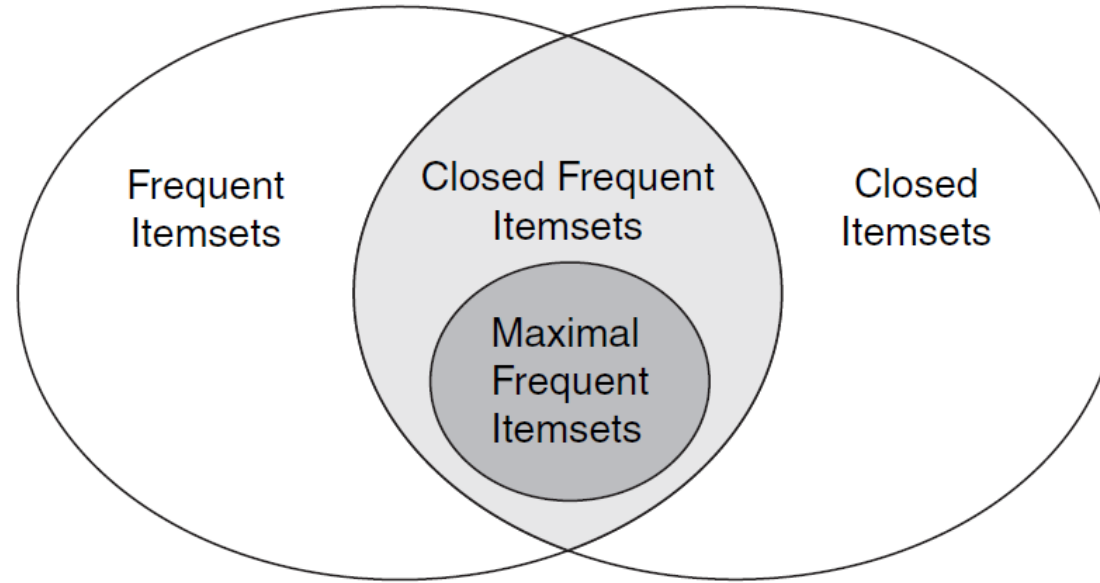 Frequent
Itemsets
Closed Frequent
Itemsets
Closed
Itemsets
Maximal
Frequent
Itemsets